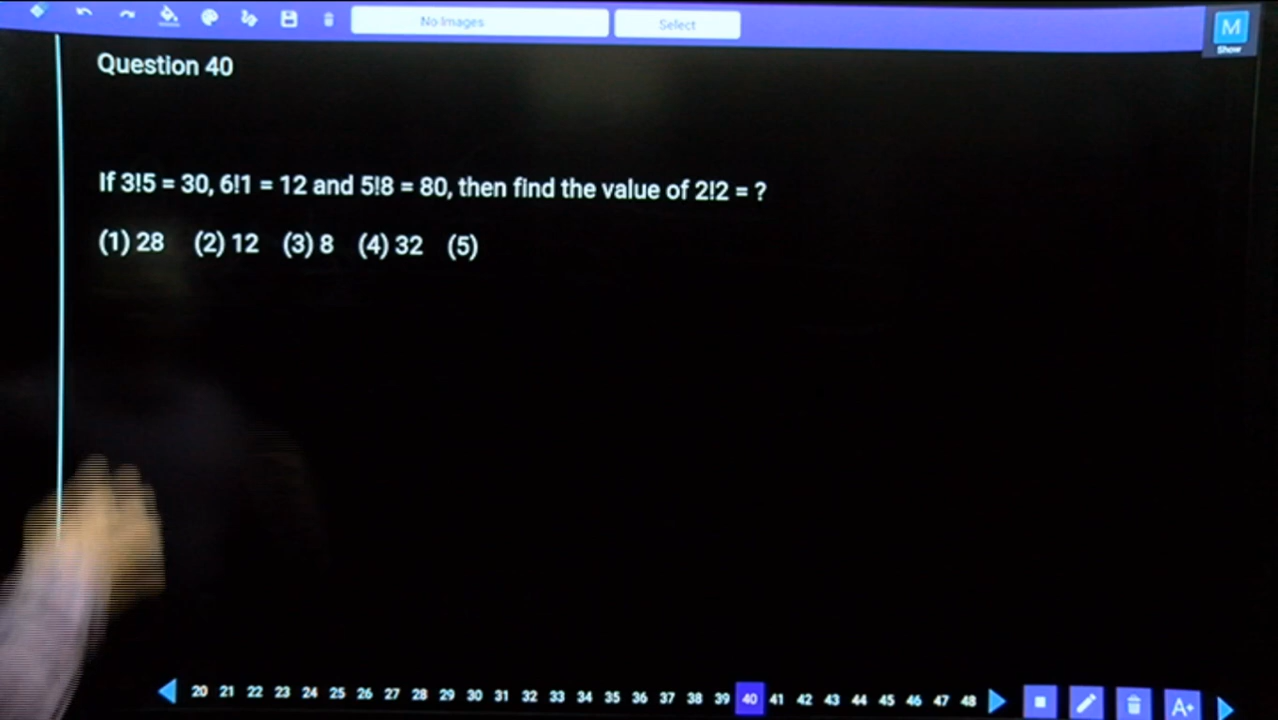 No Images Select
M
Show
Question 40
If 3!5 = 30, 6!1 = 12 and 5!8 = 80, then find the value of 2!2 = ?
(1) 28 (2) 12 (3) 8 (4) 32 (5)
20 21 22 23 24 25 26 27 28 29 30 31 32 33 34 35 36 37 38 39 40 41 42 43 44 45 46 47 48 A+